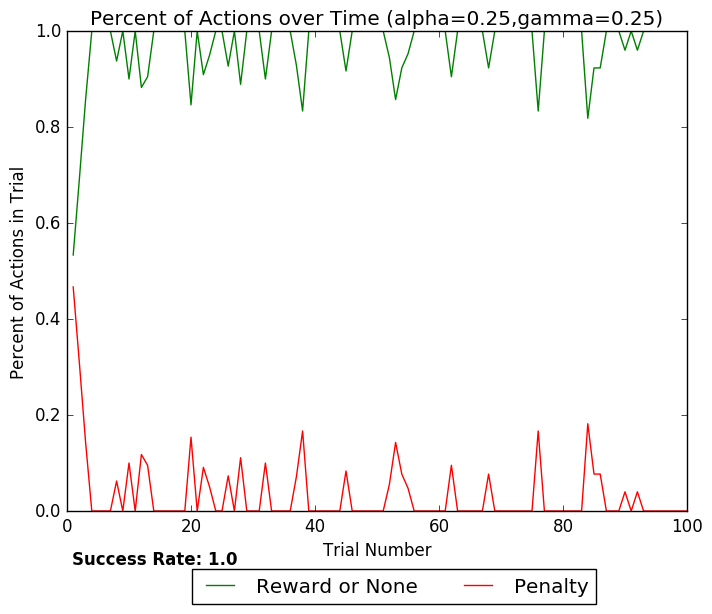 Percent of Actions over Time (alpha=0.25,gamma=0.25)
1.0
0.8
0.6
0.4
0.2
0.0
Percent of Actions in Trial
0 20 40 60 80 100
Trial Number
Success Rate: 1.0
Reward or None Penalty